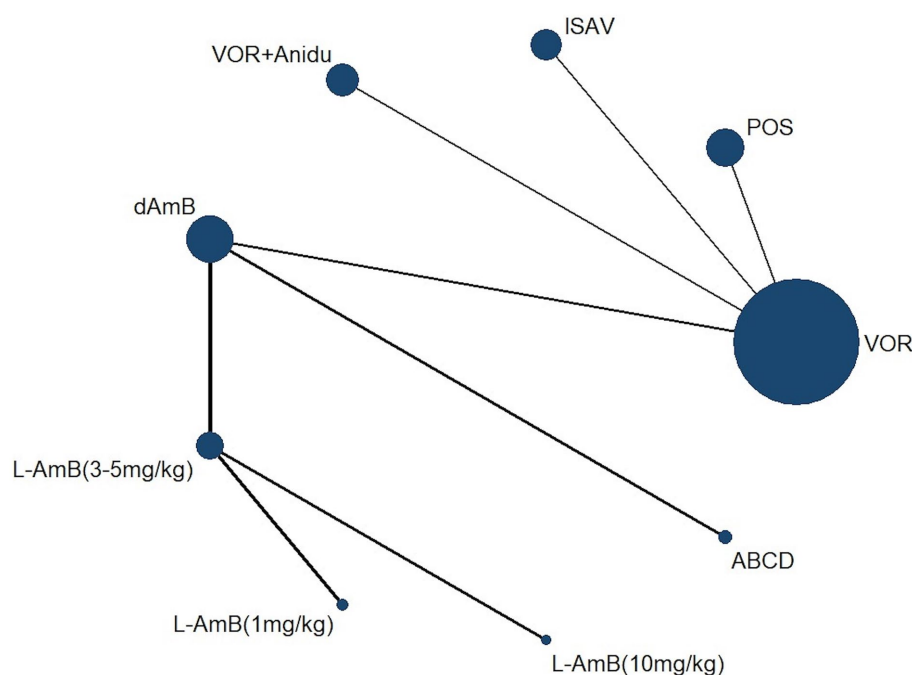 ISAV
VOR+Anidu
POS
dAmB
VOR
L-AmB(3-5mg/kg)
ABCD
L-AmB(1mg/kg)
L-AmB(10mg/kg)